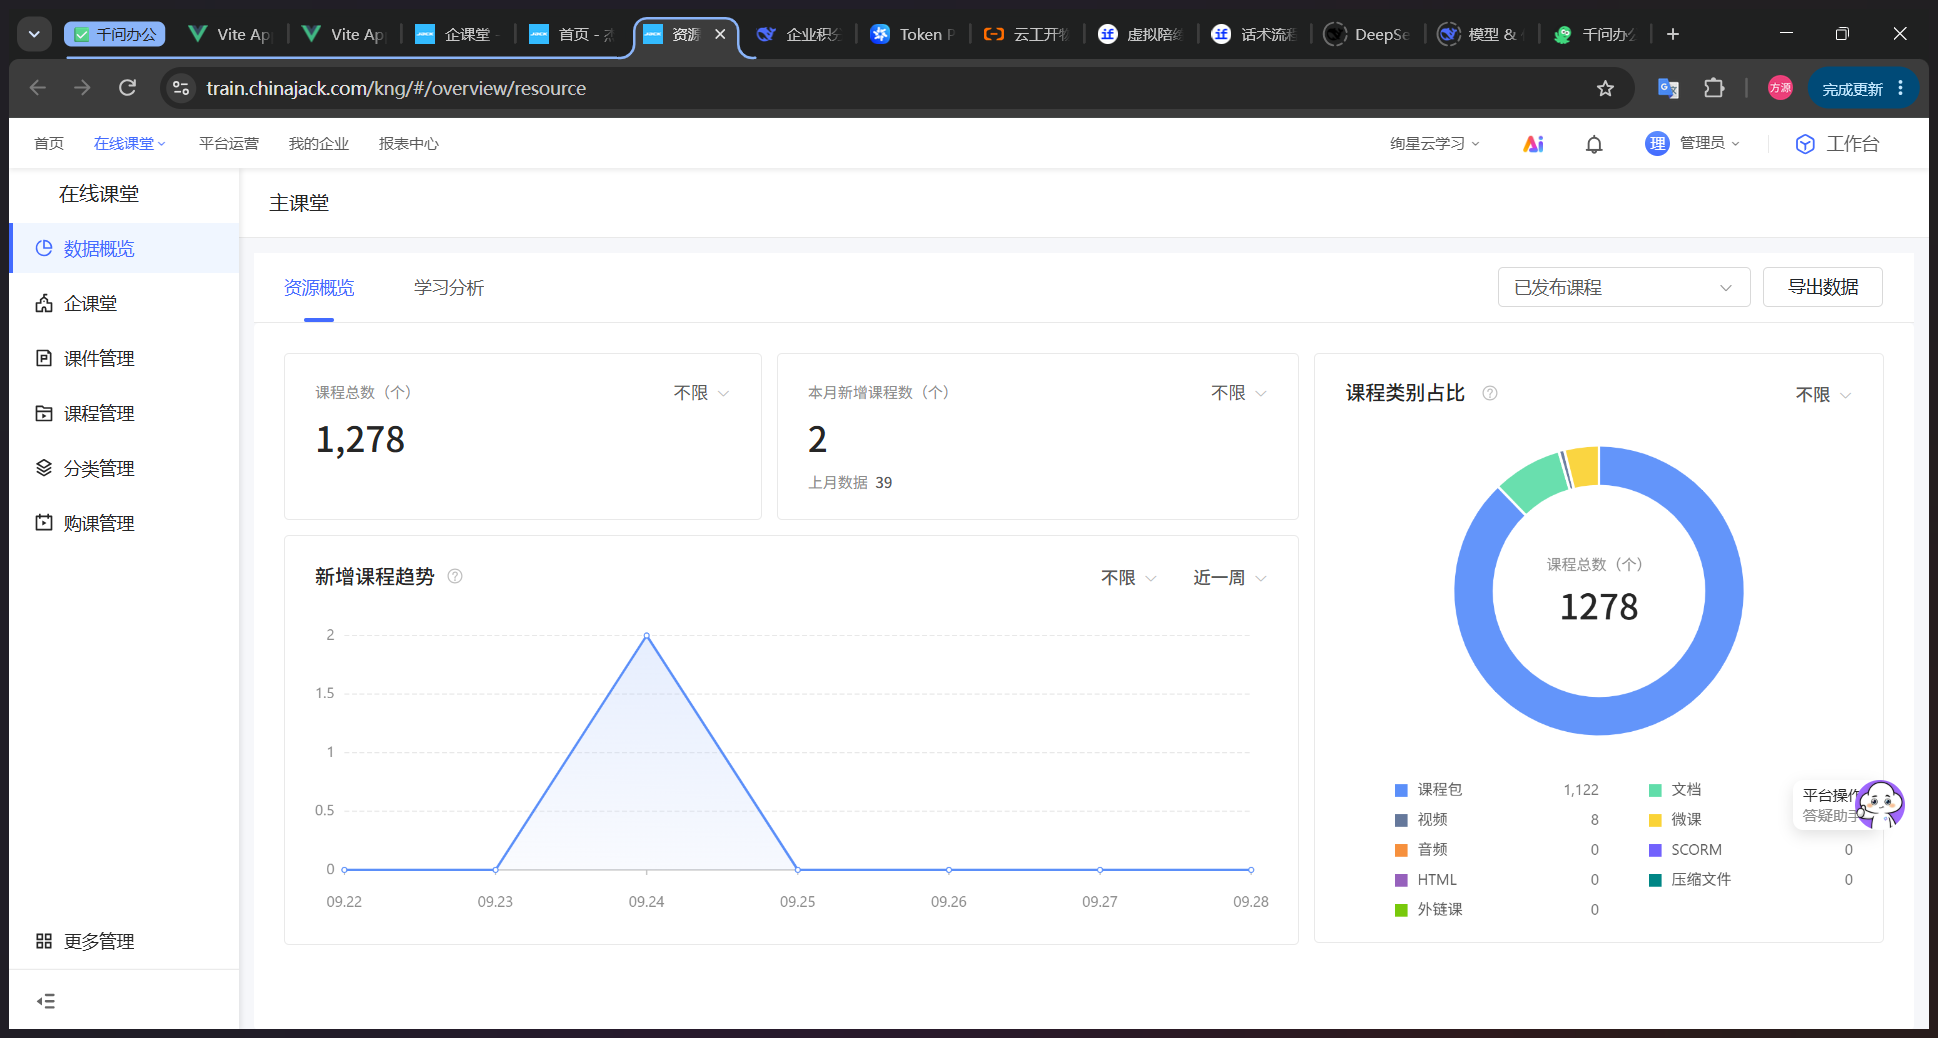 千问办公
Vite Ap
Vite Ap
企课堂 -
首页 - 杰
资源
企业积分
Token P
云工开物
虚拟陪练
话术流程
DeepSe
模型 &
千问办公
train.chinajack.com/kng/#/overview/resource
方源
完成更新
首页
在线课堂
平台运营
我的企业
报表中心
绚星云学习
Ai
理 管理员
工作台
在线课堂
数据概览
企课堂
课件管理
课程管理
分类管理
购课管理
更多管理
主课堂
资源概览
学习分析
已发布课程
导出数据
课程总数（个）
不限
1,278
本月新增课程数（个）
不限
2
上月数据 39
课程类别占比
不限
课程总数（个）
1278
课程包 1,122
文档
视频 8
微课
音频 0
SCORM 0
HTML 0
压缩文件 0
外链课 0
平台操作
答疑助手
新增课程趋势
不限
近一周
2
1.5
1
0.5
0
09.22
09.23
09.24
09.25
09.26
09.27
09.28